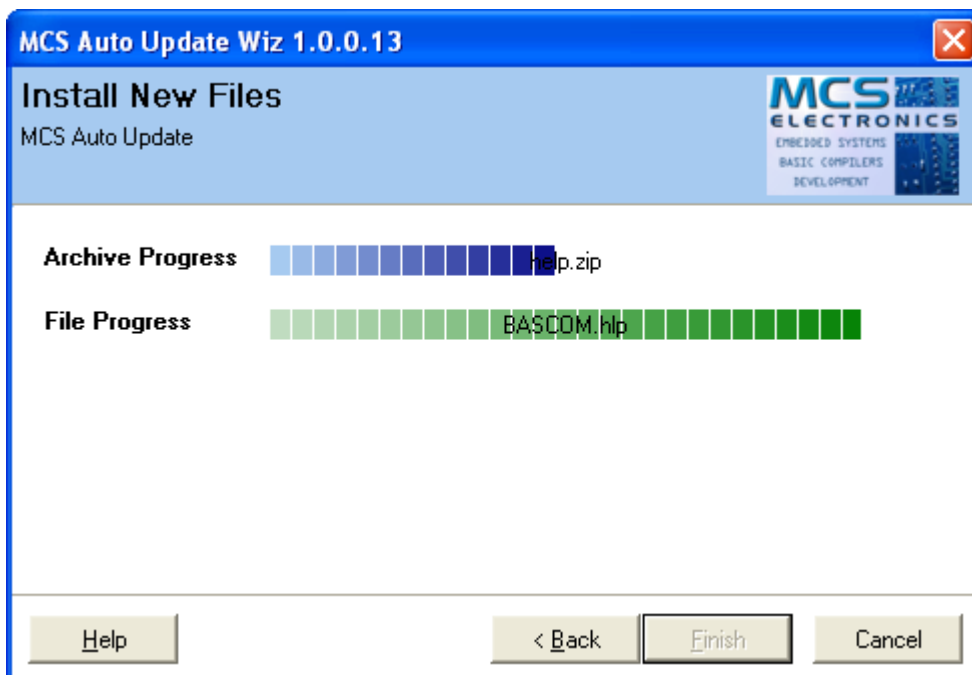 MCS Auto Update Wiz 1.0.0.13
Install New Files
MCS Auto Update
MCS
ELECTRONICS
EMBEDDED SYSTEMS
BASIC COMPILERS
DEVELOPMENT
Archive Progress
help.zip
File Progress
BASCOM.hlp
Help
< Back
Finish
Cancel